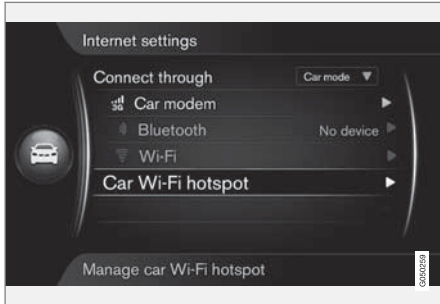 Internet settings
Connect through Car mode
3G Car modem
Bluetooth No device
Wi-Fi
Car Wi-Fi hotspot
Manage car Wi-Fi hotspot
G050259